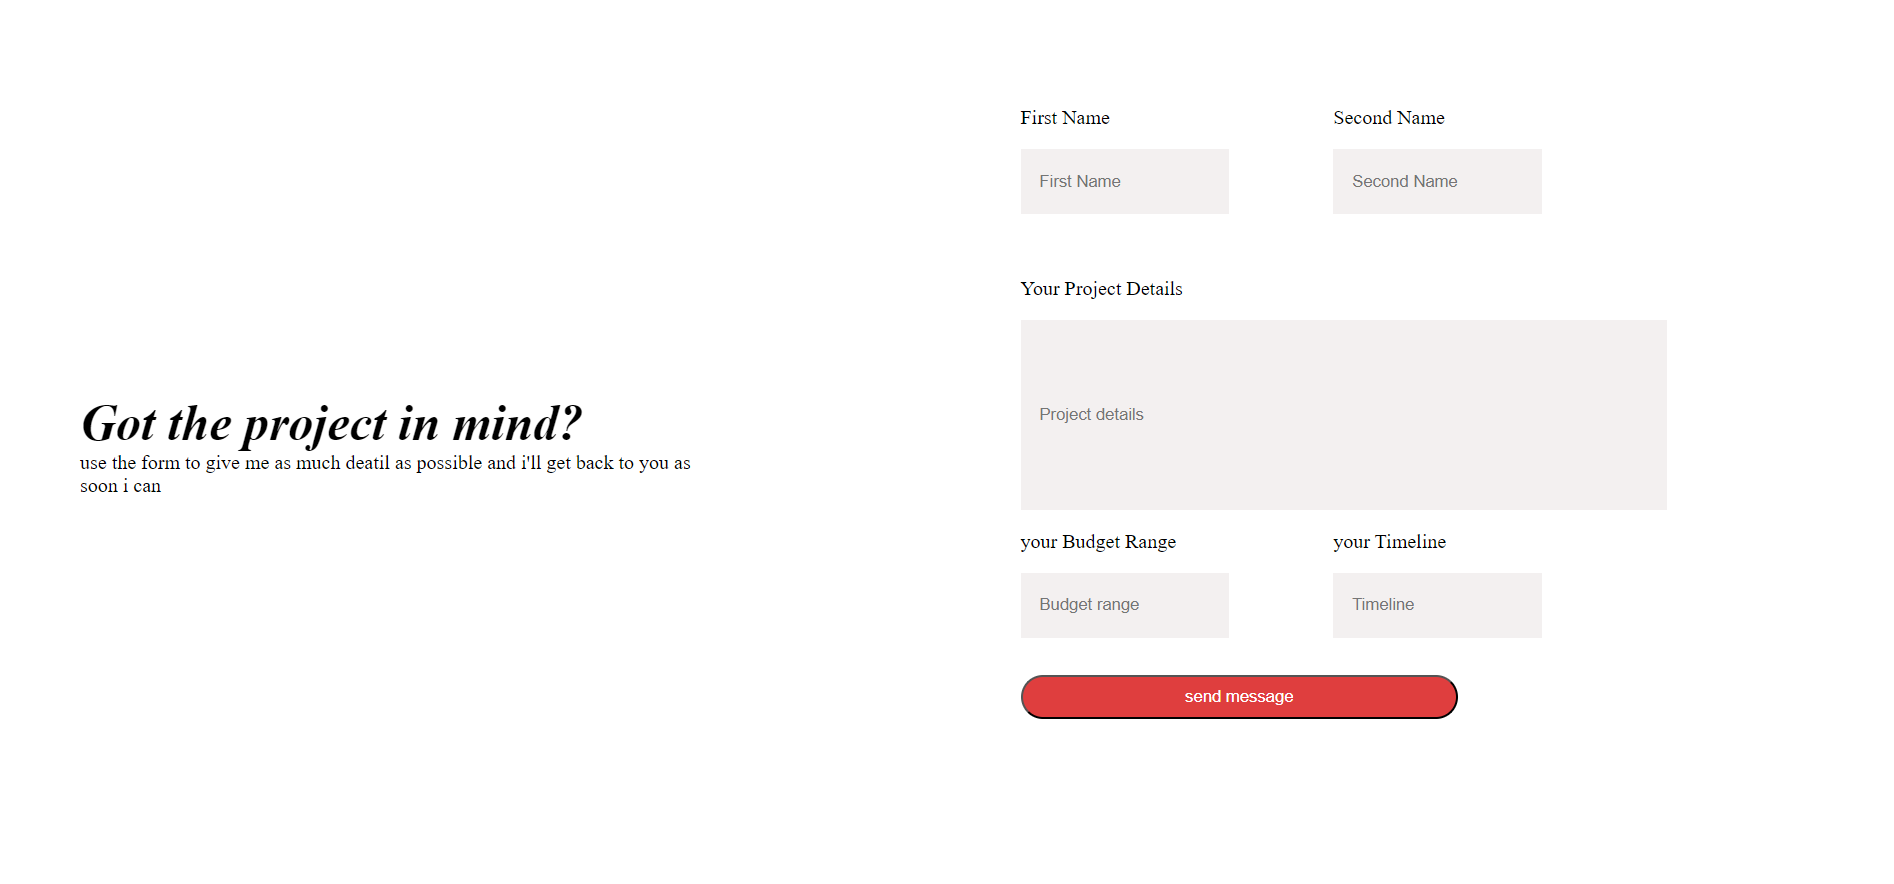 Got the project in mind?
use the form to give me as much deatil as possible and i'll get back to you as
soon i can
First Name
Second Name
First Name
Second Name
Your Project Details
Project details
your Budget Range
your Timeline
Budget range
Timeline
send message